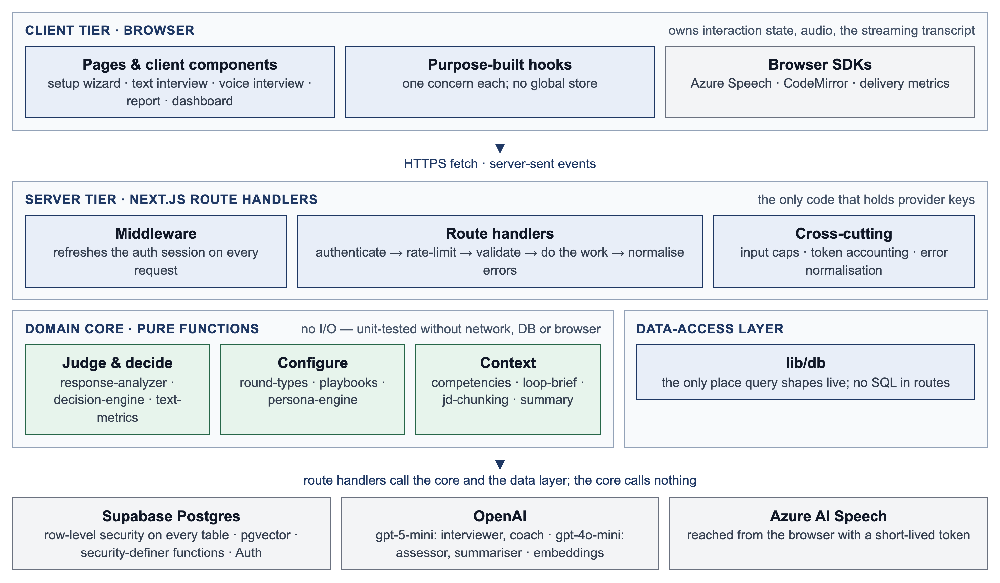 CLIENT TIER · BROWSER
owns interaction state, audio, the streaming transcript
Pages & client components
setup wizard · text interview · voice interview ·
report · dashboard
Purpose-built hooks
one concern each; no global store
Browser SDKs
Azure Speech · CodeMirror · delivery metrics
▼
HTTPS fetch · server-sent events
SERVER TIER · NEXT.JS ROUTE HANDLERS
the only code that holds provider keys
Middleware
refreshes the auth session on every
request
Route handlers
authenticate → rate-limit → validate → do the work → normalise
errors
Cross-cutting
input caps · token accounting · error
normalisation
DOMAIN CORE · PURE FUNCTIONS
no I/O — unit-tested without network, DB or browser
Judge & decide
response-analyzer ·
decision-engine · text-
metrics
Configure
round-types · playbooks ·
persona-engine
Context
competencies · loop-brief ·
jd-chunking · summary
DATA-ACCESS LAYER
lib/db
the only place query shapes live; no SQL in routes
▼
route handlers call the core and the data layer; the core calls nothing
Supabase Postgres
row-level security on every table · pgvector ·
security-definer functions · Auth
OpenAI
gpt-5-mini: interviewer, coach · gpt-4o-mini:
assessor, summariser · embeddings
Azure AI Speech
reached from the browser with a short-lived token